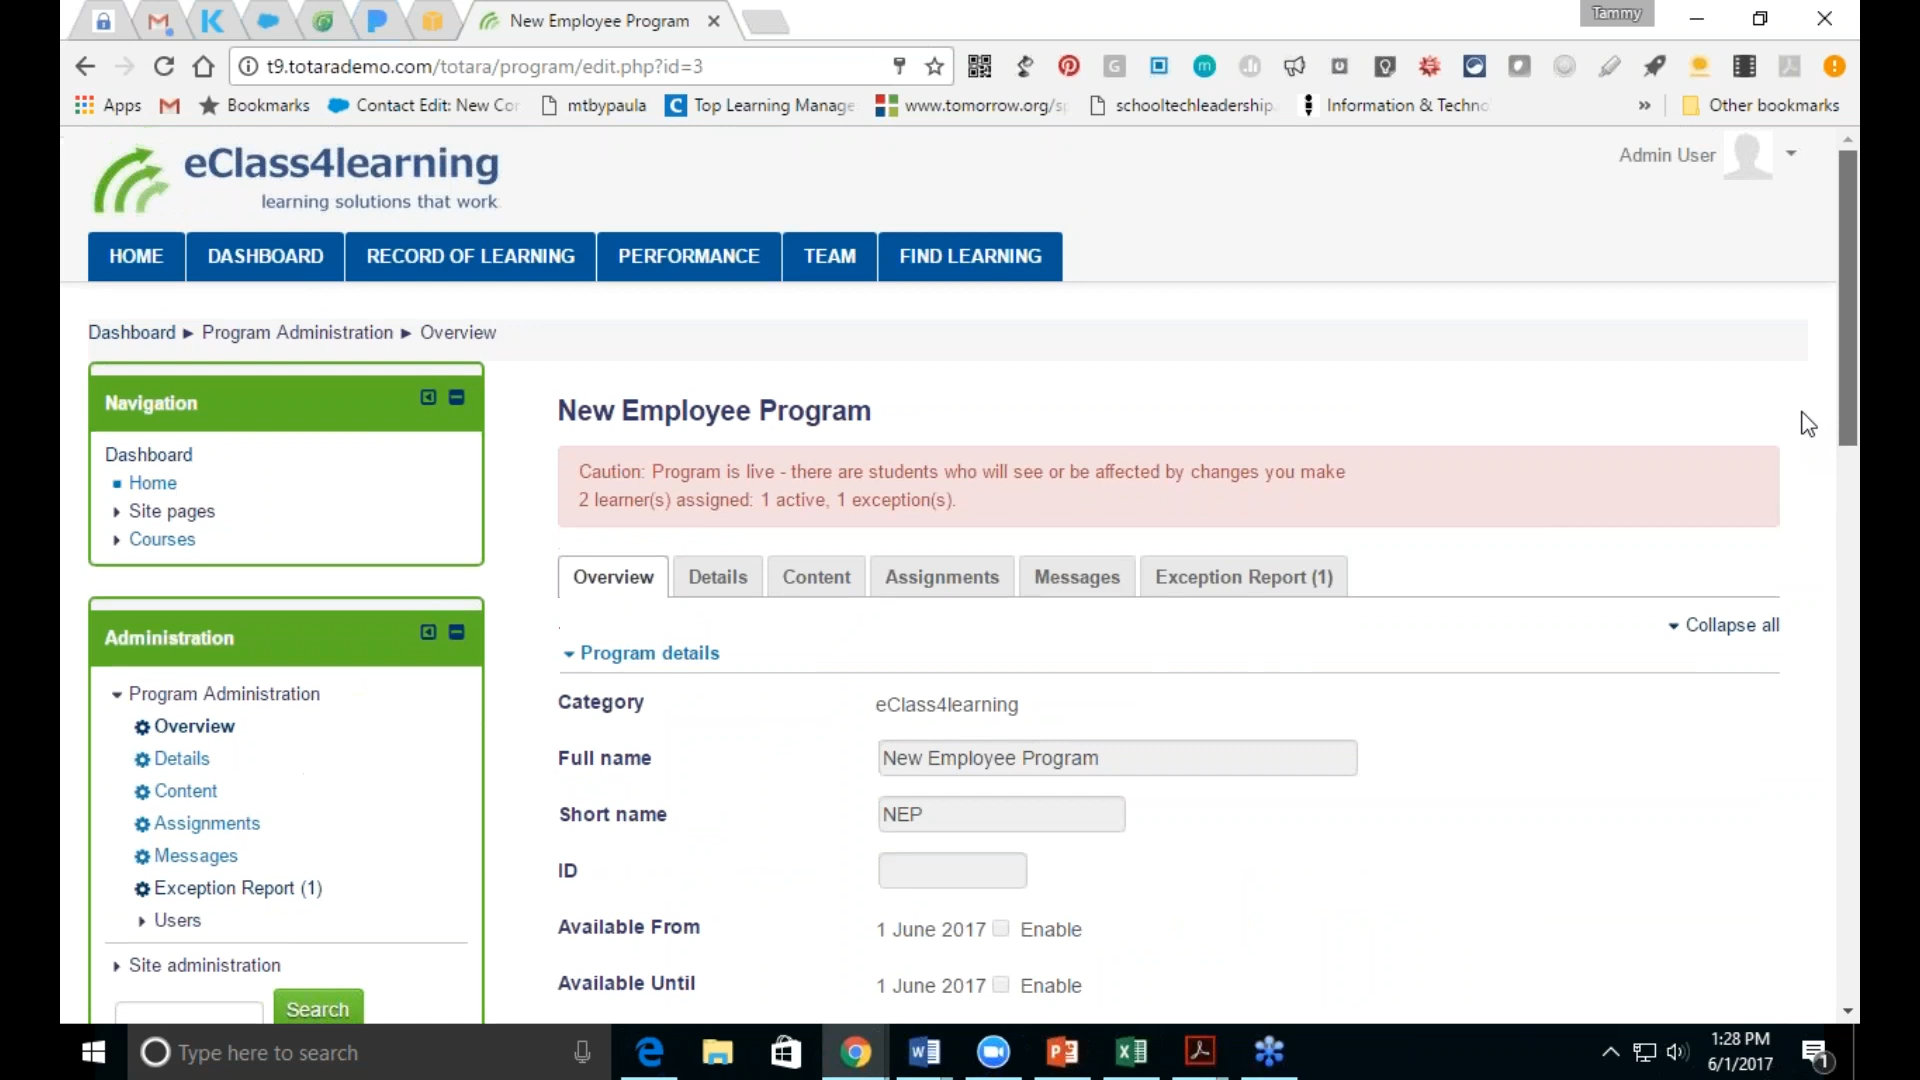 New Employee Program
Tammy
t9.totarademo.com/totara/program/edit.php?id=3
Apps
Bookmarks
Contact Edit: New Cor
mtbypaula
Top Learning Manage
www.tomorrow.org/sp
schooltechleadership.
Information & Techno
»
Other bookmarks
eClass4learning
learning solutions that work
Admin User
HOME
DASHBOARD
RECORD OF LEARNING
PERFORMANCE
TEAM
FIND LEARNING
Dashboard ► Program Administration ► Overview
Navigation
Dashboard
Home
Site pages
Courses
Administration
Program Administration
Overview
Details
Content
Assignments
Messages
Exception Report (1)
Users
Site administration
Search
New Employee Program
Caution: Program is live - there are students who will see or be affected by changes you make
2 learner(s) assigned: 1 active, 1 exception(s).
Overview
Details
Content
Assignments
Messages
Exception Report (1)
Collapse all
Program details
Category
eClass4learning
Full name
New Employee Program
Short name
NEP
ID
Available From
1 June 2017
Enable
Available Until
1 June 2017
Enable
Type here to search
1:28 PM
6/1/2017
1